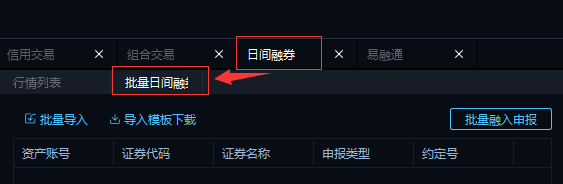 信用交易 组合交易 日间融券 易融通
行情列表 批量日间融
批量导入 导入模板下载 批量融入申报
资产账号 证券代码 证券名称 申报类型 约定号